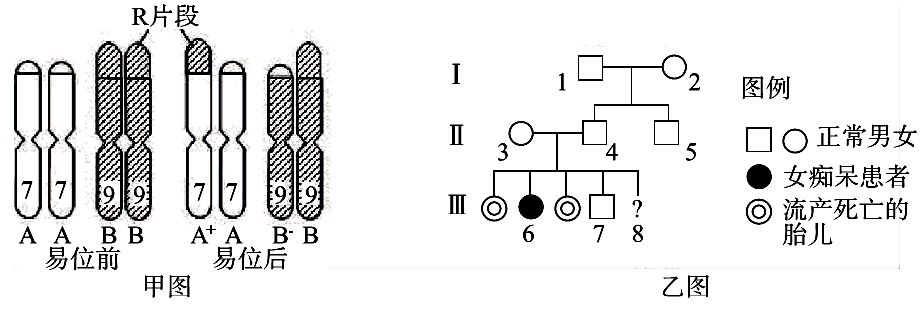 R片段
7 7 9 9 7 7 9 9
A A B B A⁺ A B⁻ B
易位前 易位后
甲图
Ⅰ 1 2
Ⅱ 3 4 5
Ⅲ 6 7 ? 8
图例
正常男女
女痴呆患者
流产死亡的
胎儿
乙图